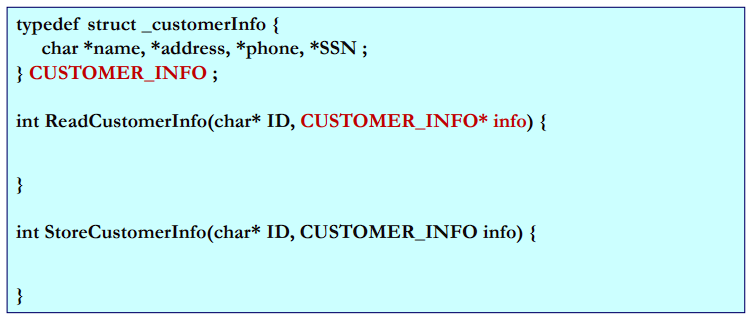 typedef struct _customerInfo {
char *name, *address, *phone, *SSN ;
} CUSTOMER_INFO ;
int ReadCustomerInfo(char* ID, CUSTOMER_INFO* info) {
}
int StoreCustomerInfo(char* ID, CUSTOMER_INFO info) {
}